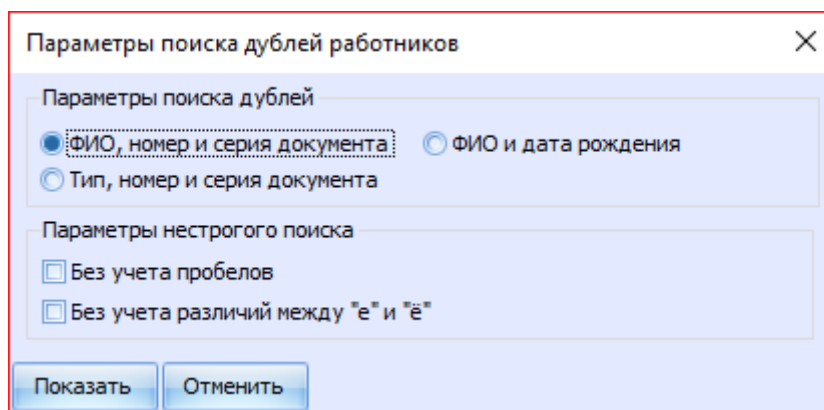 Параметры поиска дублей работников
Параметры поиска дублей
ФИО, номер и серия документа ФИО и дата рождения
Тип, номер и серия документа
Параметры нестрогого поиска
Без учета пробелов
Без учета различий между "е" и "ё"
Показать Отменить